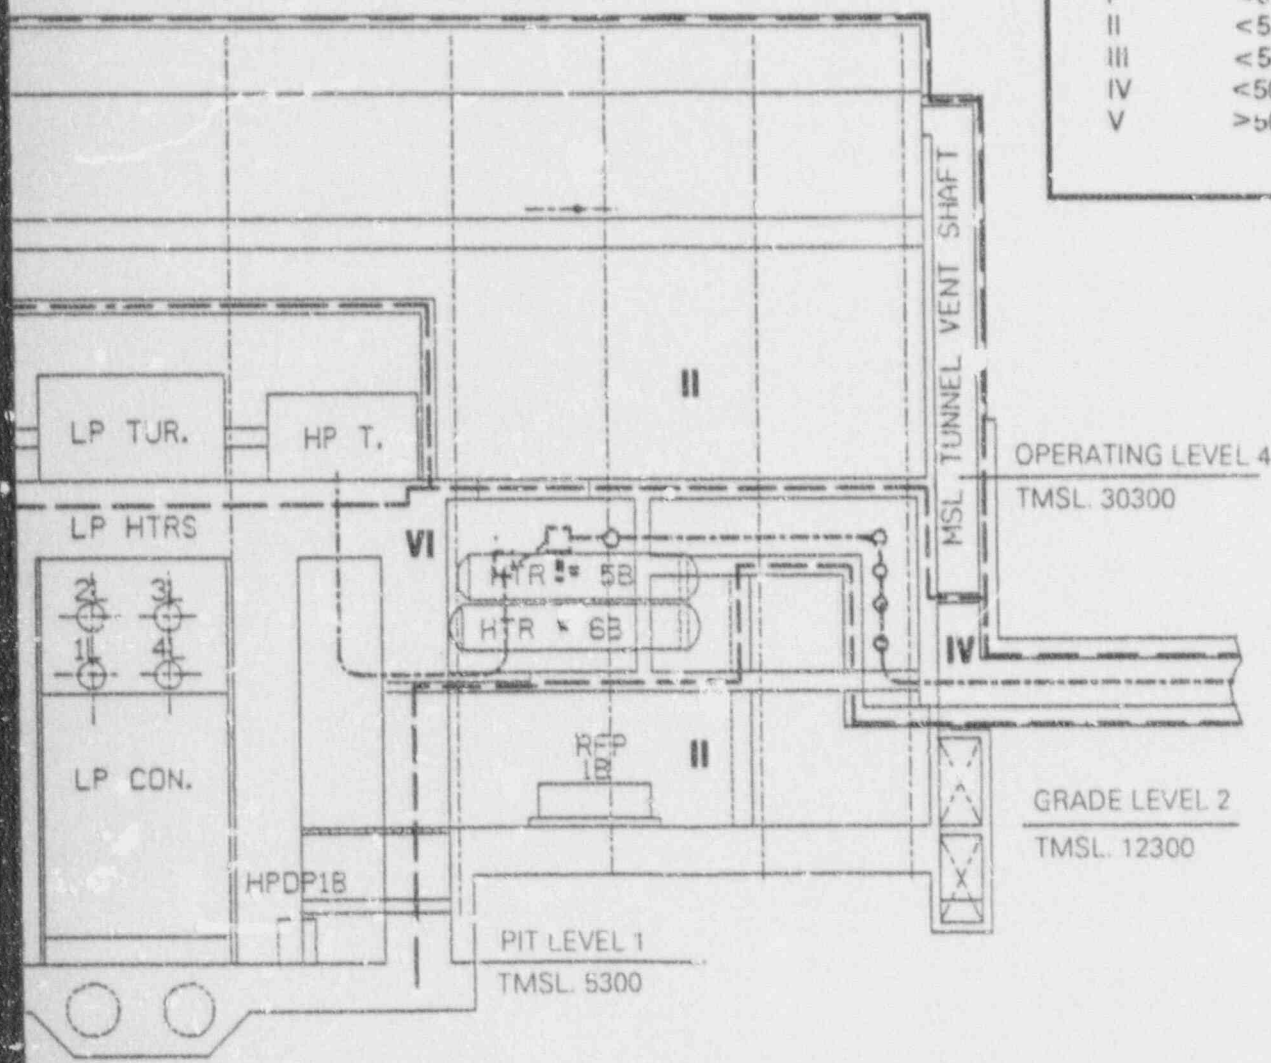 II <5
III <5
IV <50
V >50
MSL TUNNEL VENT SHAFT
II
LP TUR.
HP T.
OPERATING LEVEL 4
TMSL. 30300
LP HTRS
VI
HTR 5B
2 3
HTR 6B
1 4
IV
RFP
1B
II
LP CON.
GRADE LEVEL 2
TMSL. 12300
HPDP1B
PIT LEVEL 1
TMSL. 5300